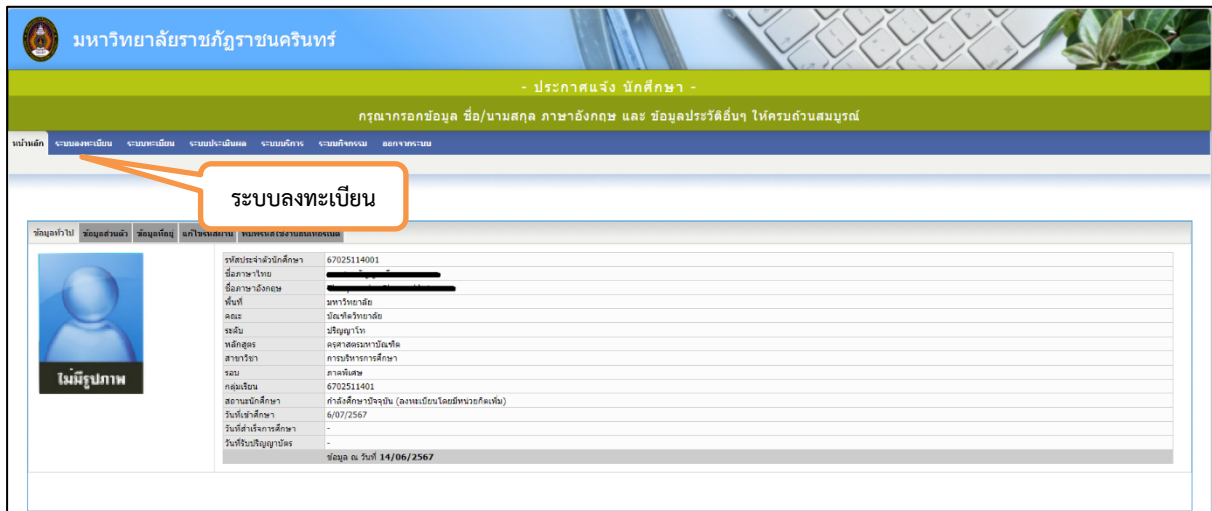 มหาวิทยาลัยราชภัฏราชนครินทร์
- ประกาศแจ้ง นักศึกษา -
กรุณากรอกข้อมูล ชื่อ/นามสกุล ภาษาอังกฤษ และ ข้อมูลประวัติอื่นๆ ให้ครบถ้วนสมบูรณ์
หน้าหลัก ระบบลงทะเบียน ระบบทะเบียน ระบบประเมินผล ระบบบริการ ระบบกิจกรรม ออกจากระบบ
ระบบลงทะเบียน
ข้อมูลทั่วไป ข้อมูลส่วนตัว ข้อมูลที่อยู่ แก้ไขรหัสผ่าน
ไม่มีรูปภาพ
รหัสประจำตัวนักศึกษา 67025114001
ชื่อภาษาไทย
ชื่อภาษาอังกฤษ
พื้นที่ มหาวิทยาลัย
คณะ บัณฑิตวิทยาลัย
ระดับ ปริญญาโท
หลักสูตร ครุศาสตรมหาบัณฑิต
สาขาวิชา การบริหารการศึกษา
รอบ ภาคพิเศษ
กลุ่มเรียน 6702511401
สถานะนักศึกษา กำลังศึกษาปัจจุบัน (ลงทะเบียนโดยมีหน่วยกิตเพิ่ม)
วันที่เข้าศึกษา 6/07/2567
วันที่สำเร็จการศึกษา -
วันที่รับปริญญาบัตร -
ข้อมูล ณ วันที่ 14/06/2567